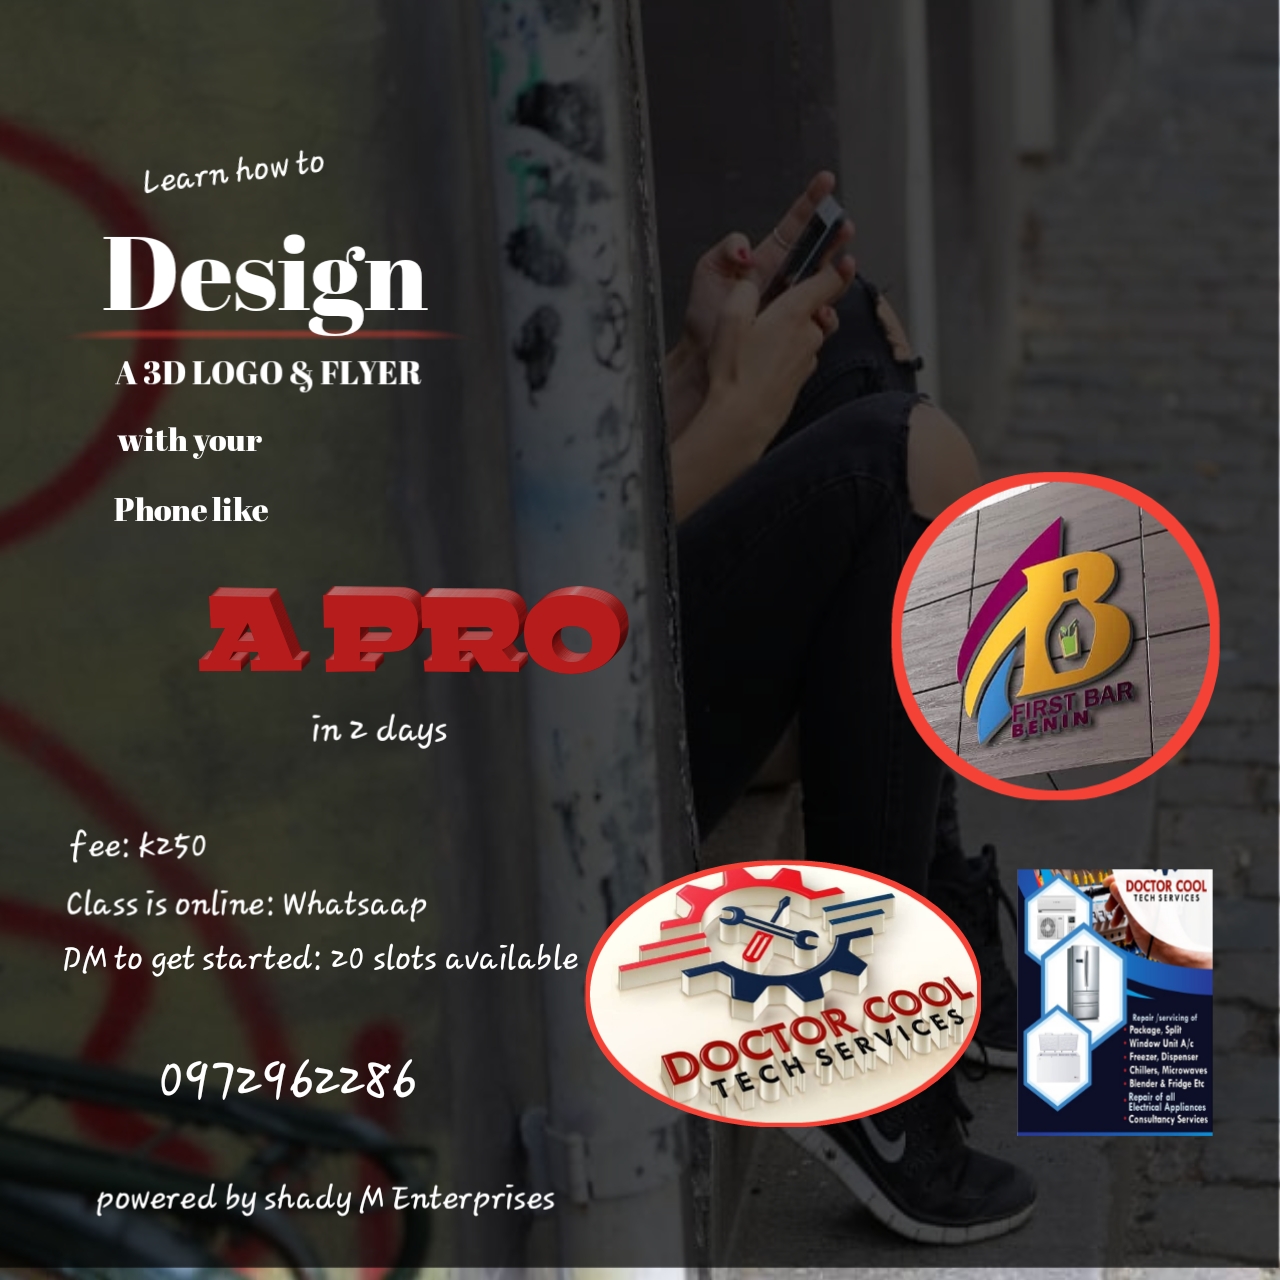 Learn how to
Design
A 3D LOGO & FLYER
with your
Phone like
A PRO
in 2 days
fee: k250
Class is online: Whatsaap
DM to get started: 20 slots available
0972962286
powered by shady M Enterprises
B
FIRST BAR
BENIN
DOCTOR COOL
TECH SERVICES
DOCTOR COOL
TECH SERVICES
Repair /servicing of
Package, Split
Window Unit A/c
Freezer, Dispenser
Chillers, Microwaves
Blender & Fridge Etc
Repair of all
Electrical Appliances
Consultancy Services